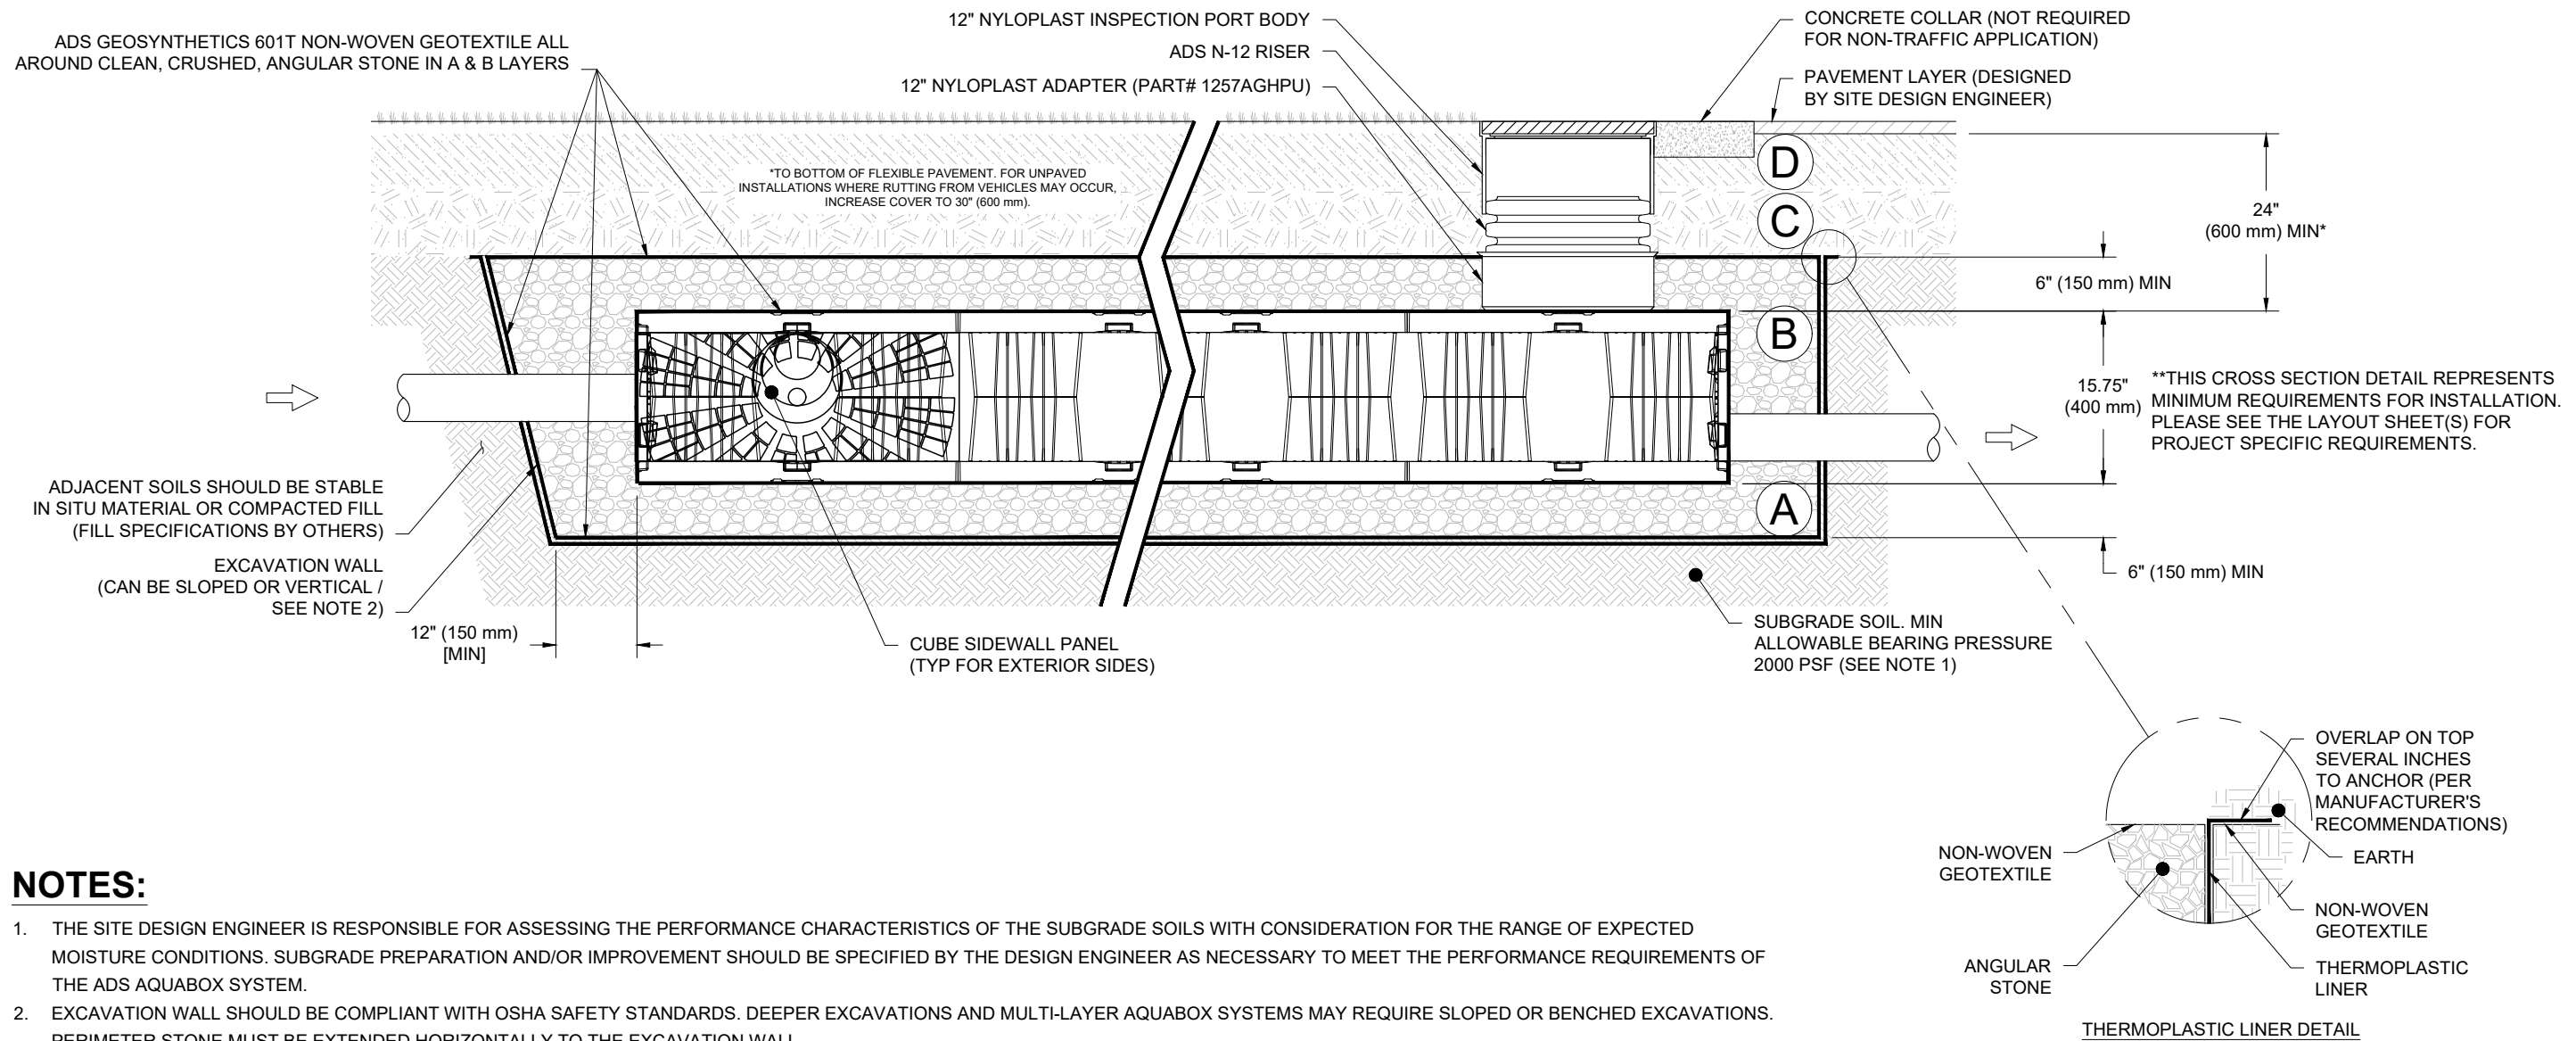 12" NYLOPLAST INSPECTION PORT BODY
ADS N-12 RISER
12" NYLOPLAST ADAPTER (PART# 1257AGHPU)
CONCRETE COLLAR (NOT REQUIRED
FOR NON-TRAFFIC APPLICATION)
PAVEMENT LAYER (DESIGNED
BY SITE DESIGN ENGINEER)
ADS GEOSYNTHETICS 601T NON-WOVEN GEOTEXTILE ALL
AROUND CLEAN, CRUSHED, ANGULAR STONE IN A & B LAYERS
*TO BOTTOM OF FLEXIBLE PAVEMENT. FOR UNPAVED
INSTALLATIONS WHERE RUTTING FROM VEHICLES MAY OCCUR,
INCREASE COVER TO 30" (600 mm).
D
C
B
A
24"
(600 mm) MIN*
6" (150 mm) MIN
15.75"
(400 mm)
**THIS CROSS SECTION DETAIL REPRESENTS
MINIMUM REQUIREMENTS FOR INSTALLATION.
PLEASE SEE THE LAYOUT SHEET(S) FOR
PROJECT SPECIFIC REQUIREMENTS.
6" (150 mm) MIN
ADJACENT SOILS SHOULD BE STABLE
IN SITU MATERIAL OR COMPACTED FILL
(FILL SPECIFICATIONS BY OTHERS)
EXCAVATION WALL
(CAN BE SLOPED OR VERTICAL /
SEE NOTE 2)
12" (150 mm)
[MIN]
CUBE SIDEWALL PANEL
(TYP FOR EXTERIOR SIDES)
SUBGRADE SOIL. MIN
ALLOWABLE BEARING PRESSURE
2000 PSF (SEE NOTE 1)
OVERLAP ON TOP
SEVERAL INCHES
TO ANCHOR (PER
MANUFACTURER'S
RECOMMENDATIONS)
EARTH
NON-WOVEN
GEOTEXTILE
NON-WOVEN
GEOTEXTILE
ANGULAR
STONE
THERMOPLASTIC
LINER
THERMOPLASTIC LINER DETAIL
NOTES:
1. THE SITE DESIGN ENGINEER IS RESPONSIBLE FOR ASSESSING THE PERFORMANCE CHARACTERISTICS OF THE SUBGRADE SOILS WITH CONSIDERATION FOR THE RANGE OF EXPECTED
MOISTURE CONDITIONS. SUBGRADE PREPARATION AND/OR IMPROVEMENT SHOULD BE SPECIFIED BY THE DESIGN ENGINEER AS NECESSARY TO MEET THE PERFORMANCE REQUIREMENTS OF
THE ADS AQUABOX SYSTEM.
2. EXCAVATION WALL SHOULD BE COMPLIANT WITH OSHA SAFETY STANDARDS. DEEPER EXCAVATIONS AND MULTI-LAYER AQUABOX SYSTEMS MAY REQUIRE SLOPED OR BENCHED EXCAVATIONS.
PERIMETER STONE MUST BE EXTENDED HORIZONTALLY TO THE EXCAVATION WALL